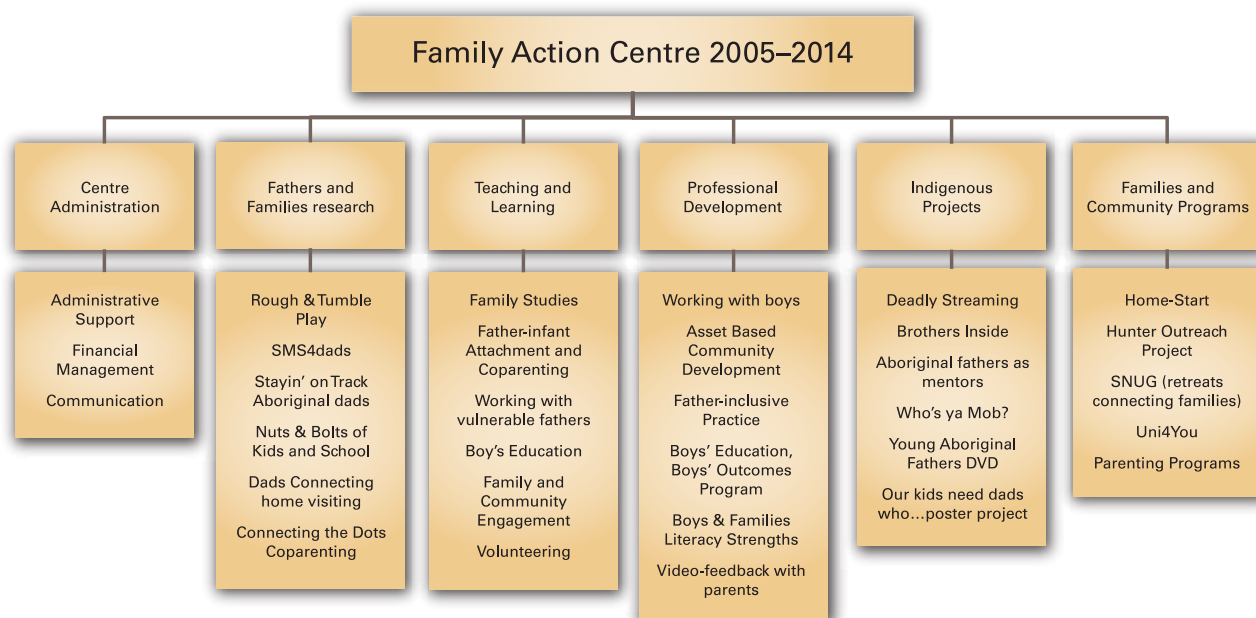 Family Action Centre 2005–2014
Centre
Administration
Fathers and
Families research
Teaching and
Learning
Professional
Development
Indigenous
Projects
Families and
Community Programs
Administrative
Support
Financial
Management
Communication
Rough & Tumble
Play
SMS4dads
Stayin’ on Track
Aboriginal dads
Nuts & Bolts of
Kids and School
Dads Connecting
home visiting
Connecting the Dots
Coparenting
Family Studies
Father-infant
Attachment and
Coparenting
Working with
vulnerable fathers
Boy’s Education
Family and
Community
Engagement
Volunteering
Working with boys
Asset Based
Community
Development
Father-inclusive
Practice
Boys’ Education,
Boys’ Outcomes
Program
Boys & Families
Literacy Strengths
Video-feedback with
parents
Deadly Streaming
Brothers Inside
Aboriginal fathers as
mentors
Who’s ya Mob?
Young Aboriginal
Fathers DVD
Our kids need dads
who...poster project
Home-Start
Hunter Outreach
Project
SNUG (retreats
connecting families)
Uni4You
Parenting Programs